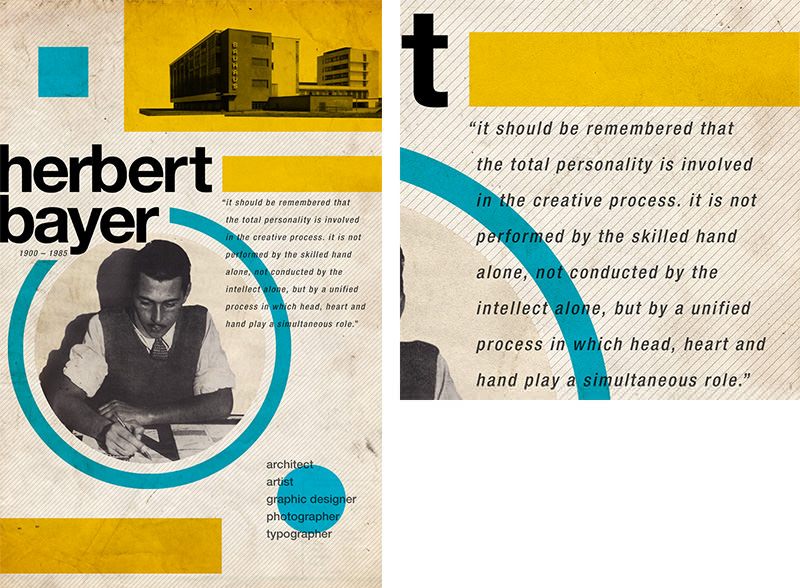 BAUHAUS
herbert
bayer
1900 – 1985
“it should be remembered that
the total personality is involved
in the creative process. it is not
performed by the skilled hand
alone, not conducted by the
intellect alone, but by a unified
process in which head, heart and
hand play a simultaneous role.”
architect
artist
graphic designer
photographer
typographer
t
“it should be remembered that
the total personality is involved
in the creative process. it is not
performed by the skilled hand
alone, not conducted by the
intellect alone, but by a unified
process in which head, heart and
hand play a simultaneous role.”